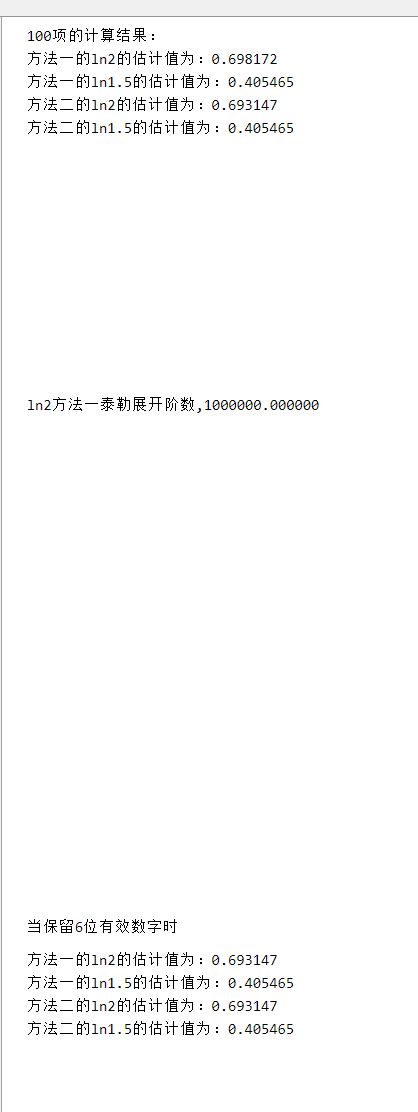 100项的计算结果：
方法一的ln2的估计值为：0.698172
方法一的ln1.5的估计值为：0.405465
方法二的ln2的估计值为：0.693147
方法二的ln1.5的估计值为：0.405465
ln2方法一泰勒展开阶数,1000000.000000
当保留6位有效数字时
方法一的ln2的估计值为：0.693147
方法一的ln1.5的估计值为：0.405465
方法二的ln2的估计值为：0.693147
方法二的ln1.5的估计值为：0.405465